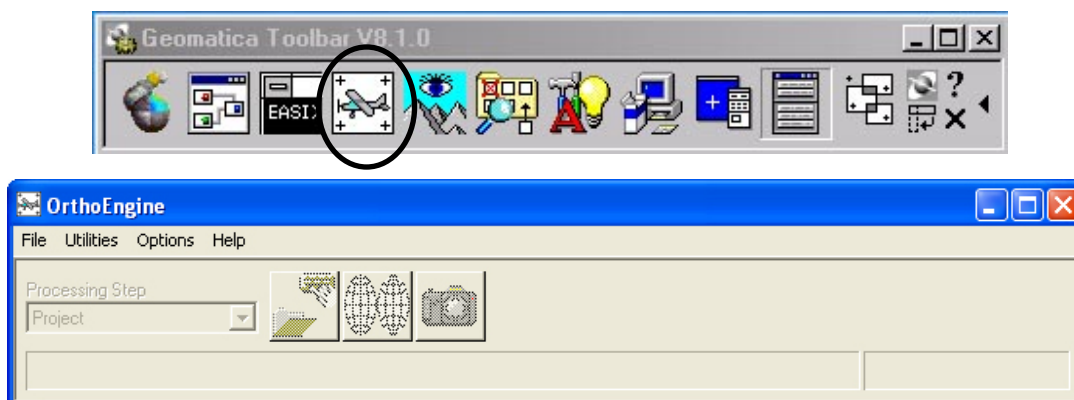 Geomatica Toolbar V8.1.0
EASI>
OrthoEngine
File Utilities Options Help
Processing Step
Project